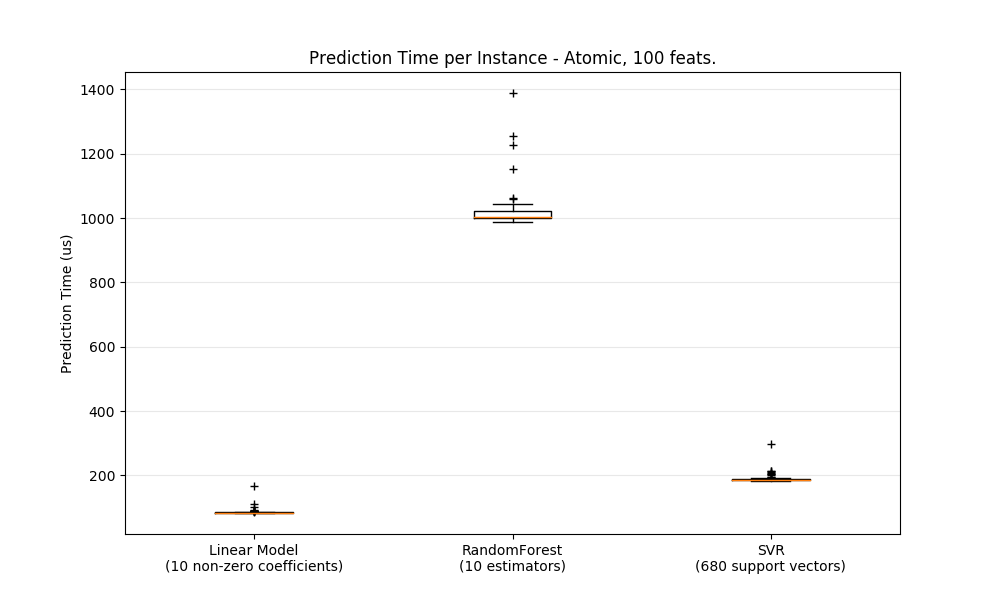 Prediction Time per Instance - Atomic, 100 feats.
1400
1200
1000
800
600
400
200
Prediction Time (us)
Linear Model
(10 non-zero coefficients)
RandomForest
(10 estimators)
SVR
(680 support vectors)